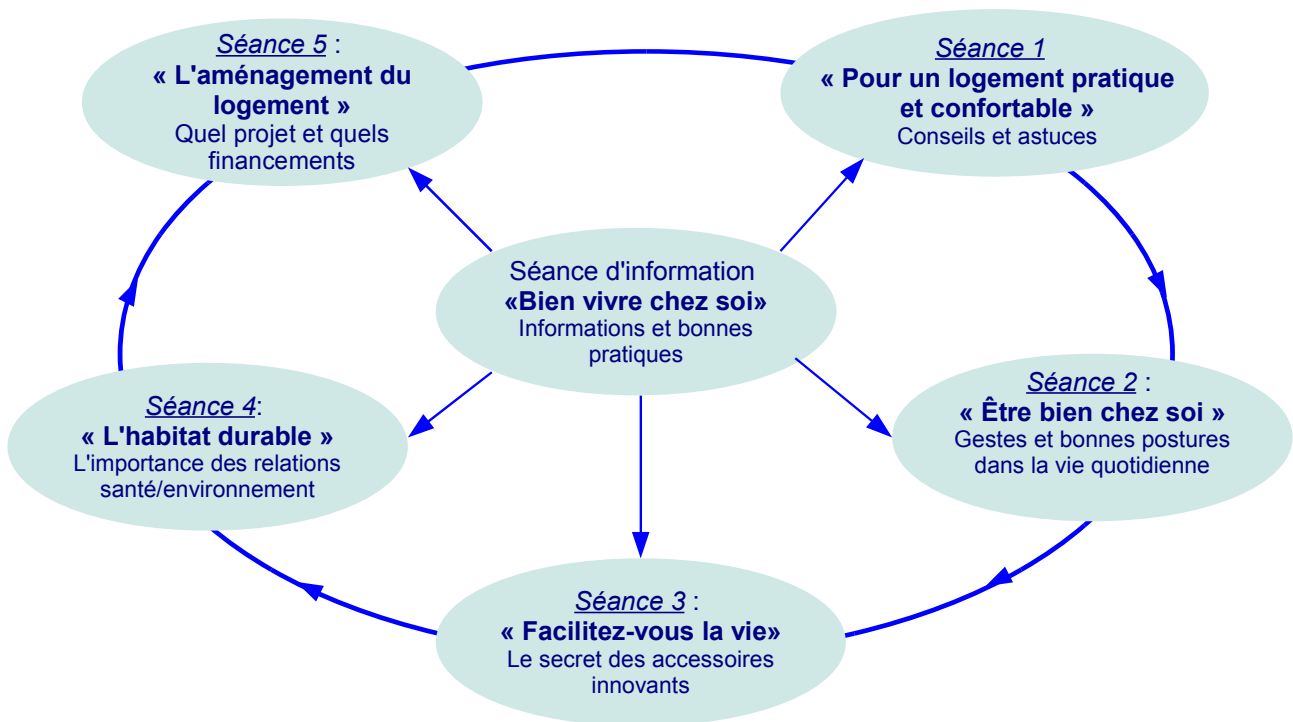 Séance 5 :
« L'aménagement du
logement »
Quel projet et quels
financements
Séance 1
« Pour un logement pratique
et confortable »
Conseils et astuces
Séance d'information
«Bien vivre chez soi»
Informations et bonnes
pratiques
Séance 4:
« L'habitat durable »
L'importance des relations
santé/environnement
Séance 2 :
« Être bien chez soi »
Gestes et bonnes postures
dans la vie quotidienne
Séance 3 :
« Facilitez-vous la vie»
Le secret des accessoires
innovants